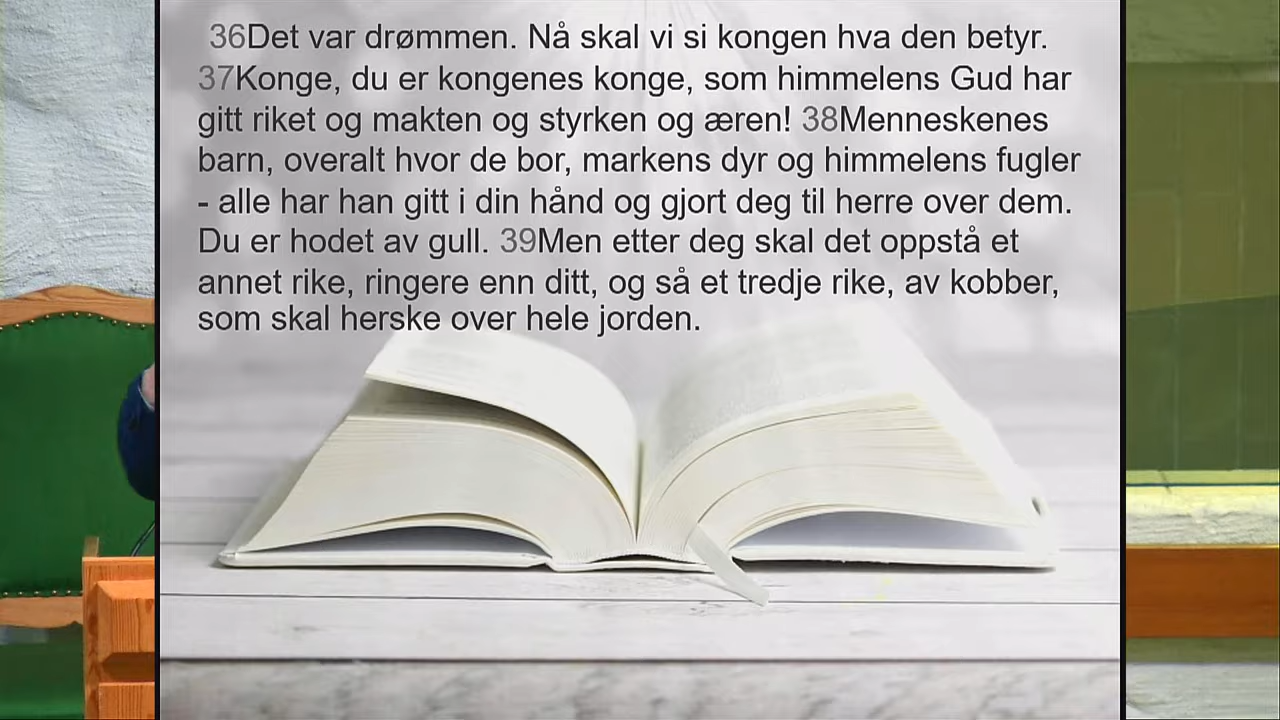 36Det var drømmen. Nå skal vi si kongen hva den betyr.
37Konge, du er kongenes konge, som himmelens Gud har
gitt riket og makten og styrken og æren! 38Menneskenes
barn, overalt hvor de bor, markens dyr og himmelens fugler
- alle har han gitt i din hånd og gjort deg til herre over dem.
Du er hodet av gull. 39Men etter deg skal det oppstå et
annet rike, ringere enn ditt, og så et tredje rike, av kobber,
som skal herske over hele jorden.